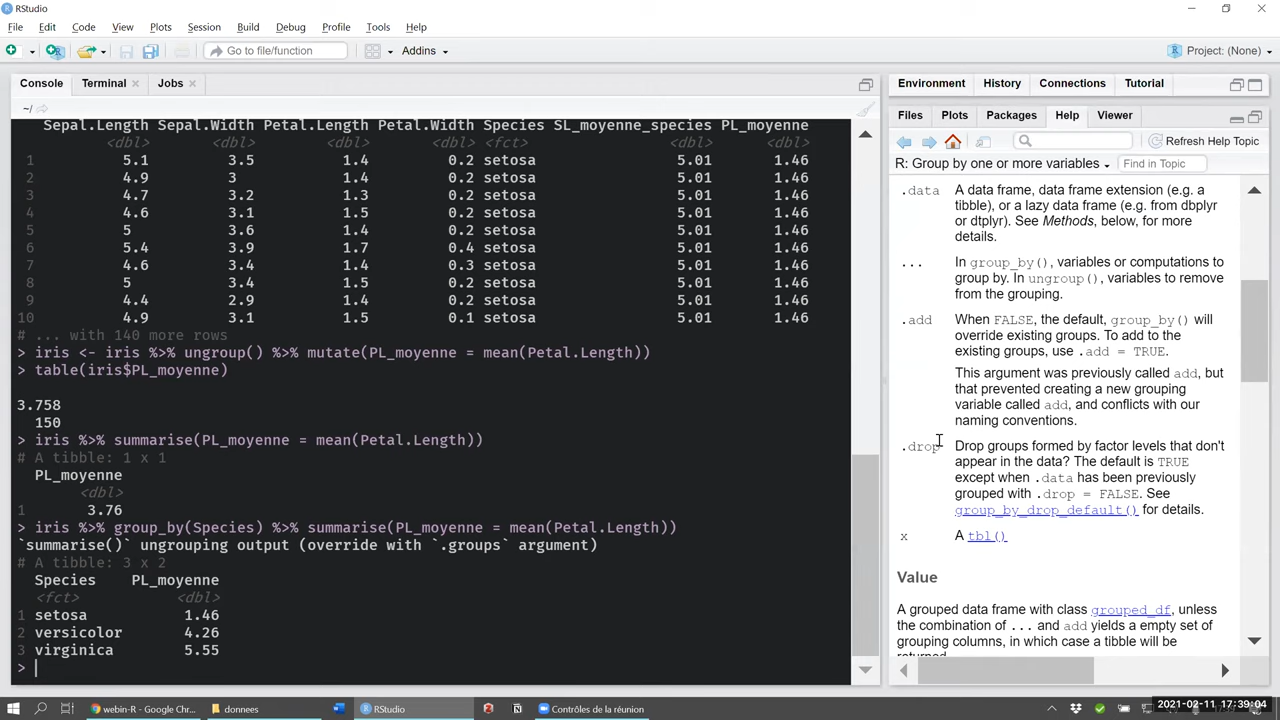 RStudio
File Edit Code View Plots Session Build Debug Profile Tools Help
Go to file/function Addins Project: (None)
Console Terminal Jobs
~/
Sepal.Length Sepal.Width Petal.Length Petal.Width Species SL_moyenne_species PL_moyenne
<dbl> <dbl> <dbl> <dbl> <fct> <dbl> <dbl>
1 5.1 3.5 1.4 0.2 setosa 5.01 1.46
2 4.9 3 1.4 0.2 setosa 5.01 1.46
3 4.7 3.2 1.3 0.2 setosa 5.01 1.46
4 4.6 3.1 1.5 0.2 setosa 5.01 1.46
5 5 3.6 1.4 0.2 setosa 5.01 1.46
6 5.4 3.9 1.7 0.4 setosa 5.01 1.46
7 4.6 3.4 1.4 0.3 setosa 5.01 1.46
8 5 3.4 1.5 0.2 setosa 5.01 1.46
9 4.4 2.9 1.4 0.2 setosa 5.01 1.46
10 4.9 3.1 1.5 0.1 setosa 5.01 1.46
# ... with 140 more rows
> iris <- iris %>% ungroup() %>% mutate(PL_moyenne = mean(Petal.Length))
> table(iris$PL_moyenne)
3.758
150
> iris %>% summarise(PL_moyenne = mean(Petal.Length))
# A tibble: 1 x 1
PL_moyenne
<dbl>
1 3.76
> iris %>% group_by(Species) %>% summarise(PL_moyenne = mean(Petal.Length))
`summarise()` ungrouping output (override with `.groups` argument)
# A tibble: 3 x 2
Species PL_moyenne
<fct> <dbl>
1 setosa 1.46
2 versicolor 4.26
3 virginica 5.55
>
Environment History Connections Tutorial
Files Plots Packages Help Viewer
Refresh Help Topic
R: Group by one or more variables Find in Topic
.data A data frame, data frame extension (e.g. a
tibble), or a lazy data frame (e.g. from dbplyr
or dtplyr). See Methods, below, for more
details.
... In group_by(), variables or computations to
group by. In ungroup(), variables to remove
from the grouping.
.add When FALSE, the default, group_by() will
override existing groups. To add to the
existing groups, use .add = TRUE.
This argument was previously called add, but
that prevented creating a new grouping
variable called add, and conflicts with our
naming conventions.
.drop Drop groups formed by factor levels that don't
appear in the data? The default is TRUE
except when .data has been previously
grouped with .drop = FALSE. See
group_by_drop_default() for details.
x A tbl()
Value
A grouped data frame with class grouped_df, unless
the combination of ... and add yields a empty set of
grouping columns, in which case a tibble will be
returned
webin-R - Google Chr... donnees RStudio Contrôles de la réunion
2021-02-11 17:39:04